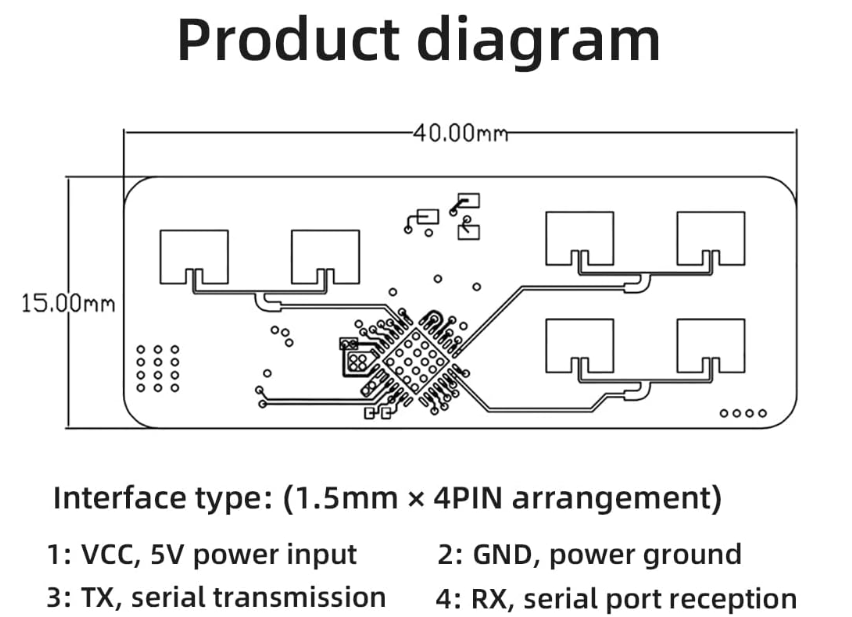 Product diagram
40.00mm
15.00mm
Interface type: (1.5mm × 4PIN arrangement)
1: VCC, 5V power input 2: GND, power ground
3: TX, serial transmission 4: RX, serial port reception